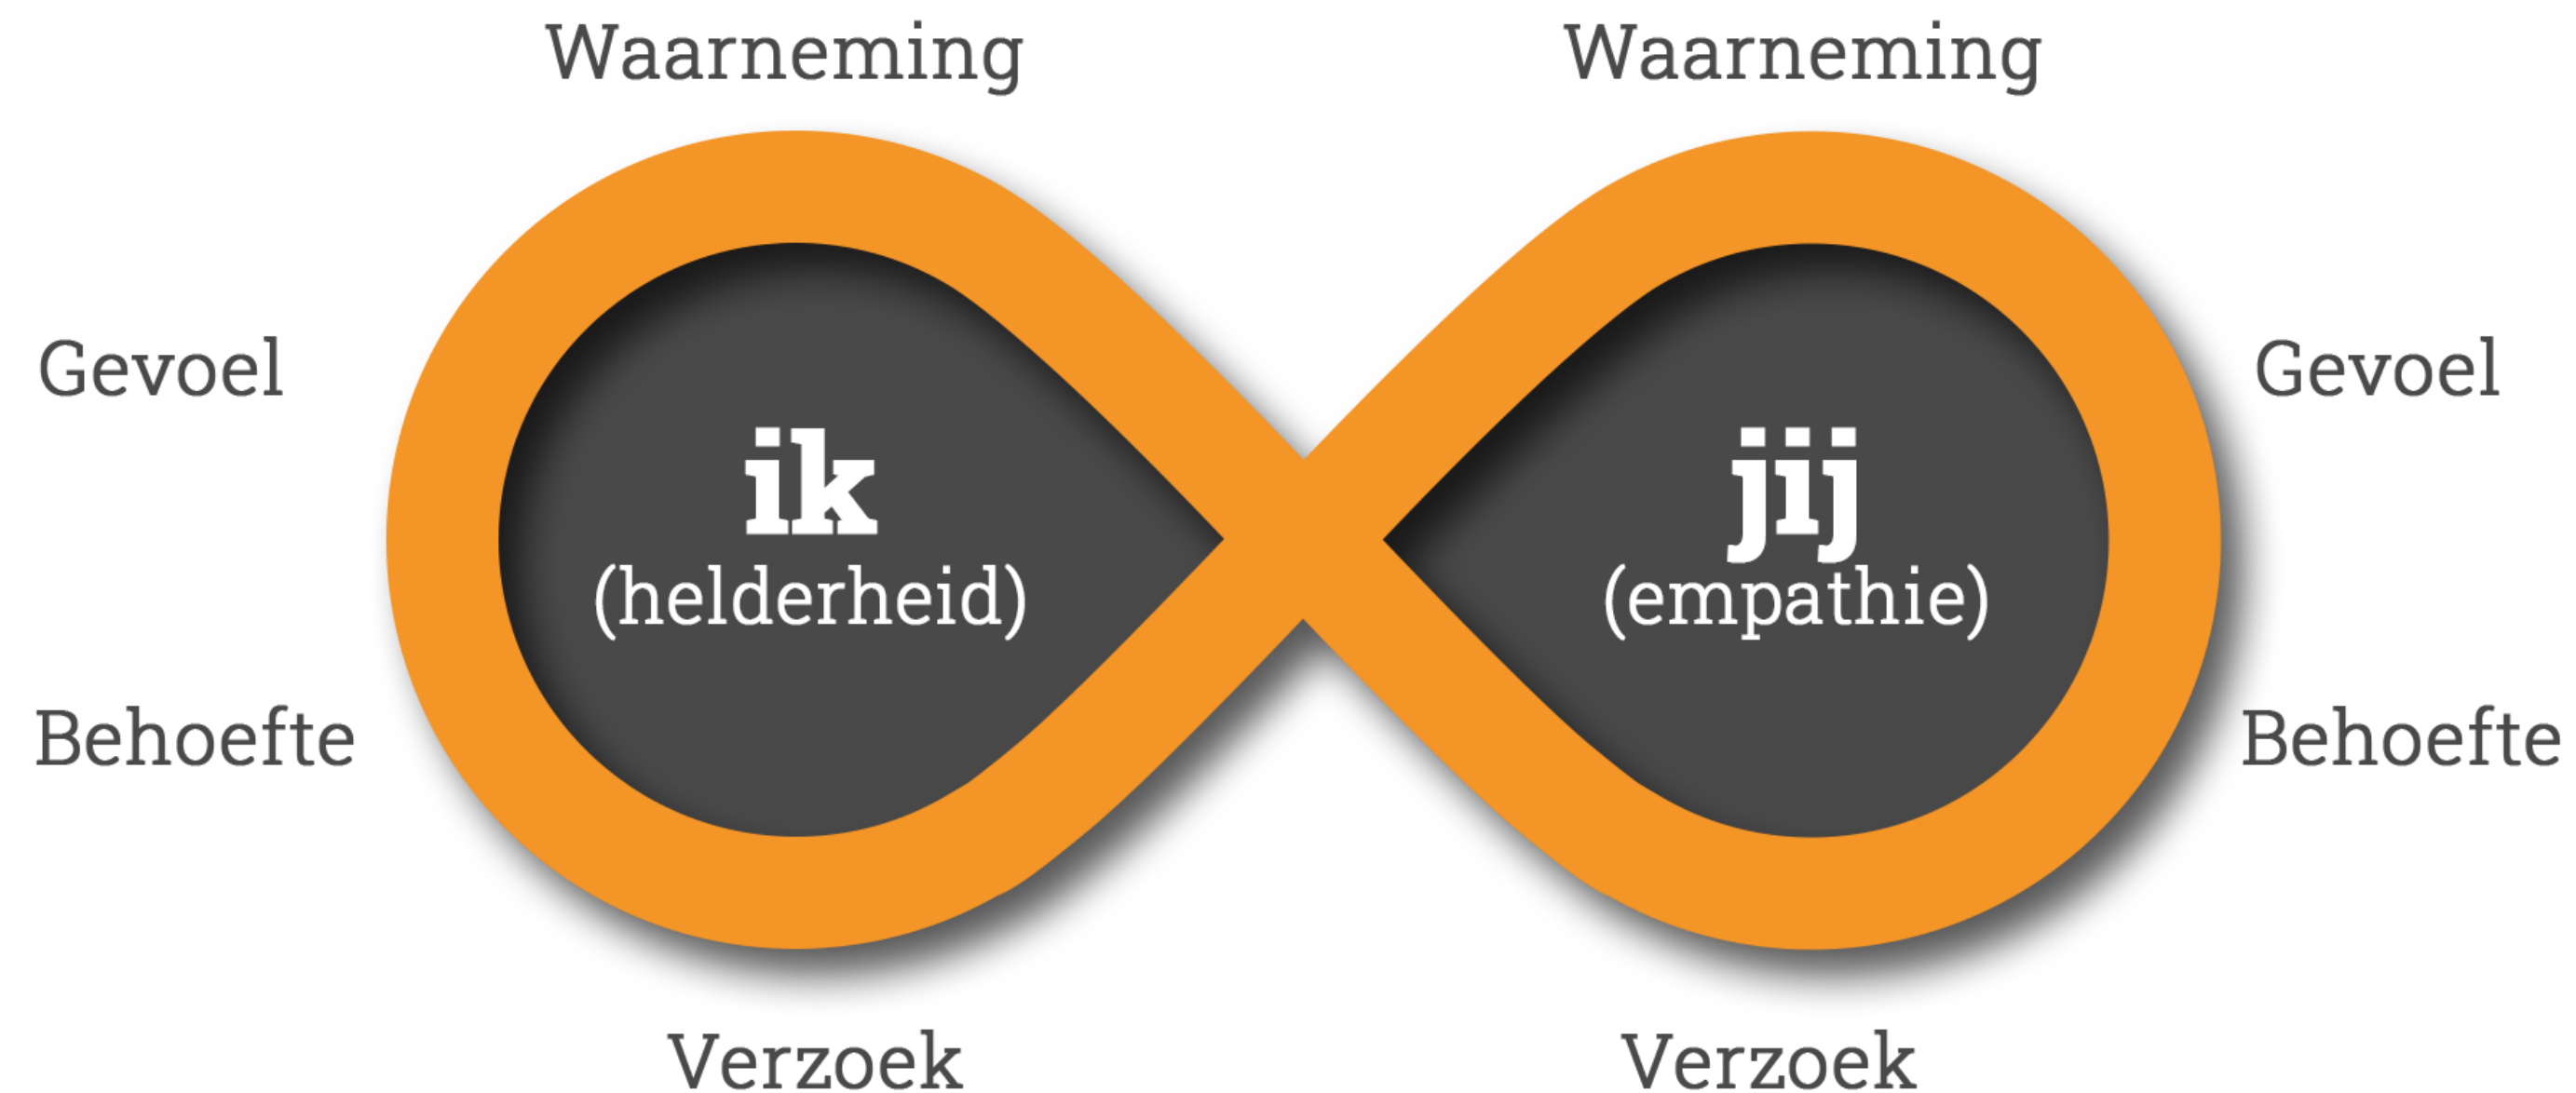 Waarneming
Waarneming
Gevoel
Gevoel
ik
(helderheid)
jij
(empathie)
Behoefte
Behoefte
Verzoek
Verzoek